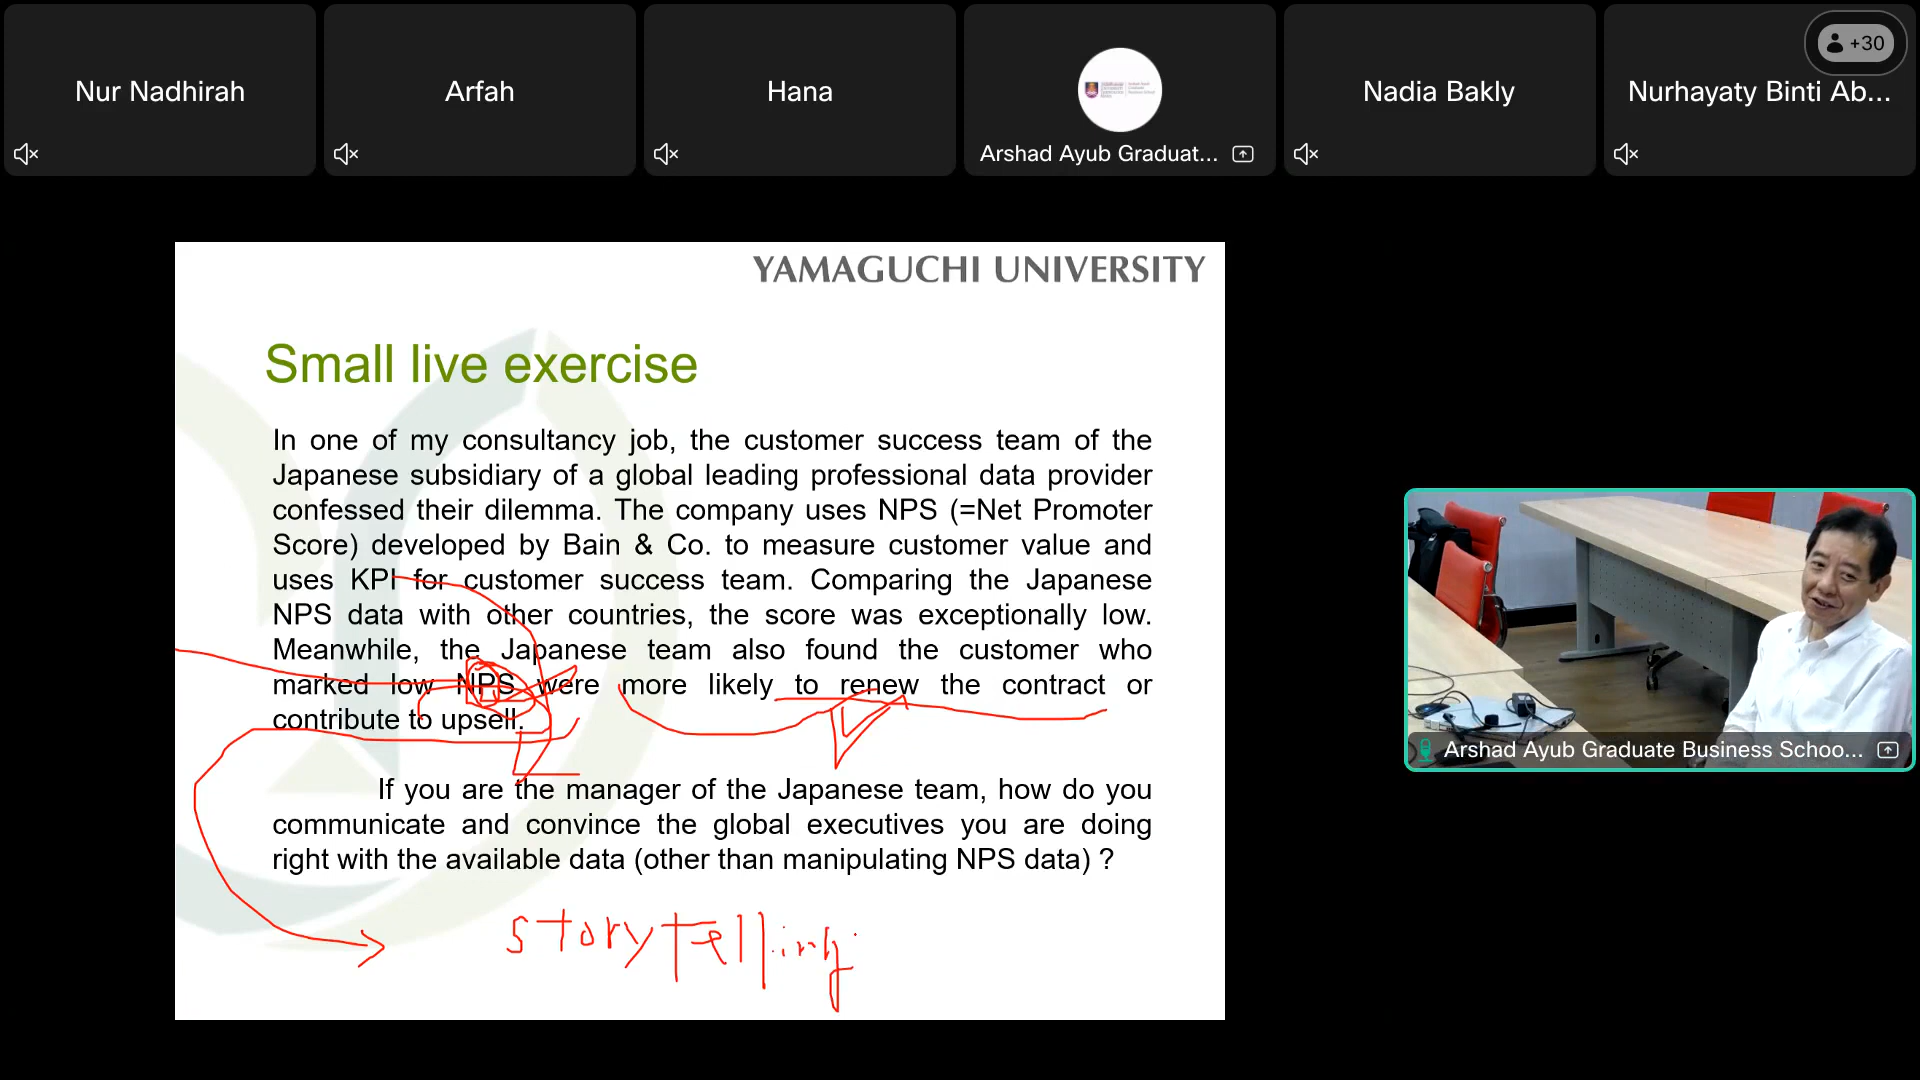 Nur Nadhirah
Arfah
Hana
Arshad Ayub Graduat...
Nadia Bakly
Nurhayaty Binti Ab...
+30
YAMAGUCHI UNIVERSITY
Small live exercise
In one of my consultancy job, the customer success team of the
Japanese subsidiary of a global leading professional data provider
confessed their dilemma. The company uses NPS (=Net Promoter
Score) developed by Bain & Co. to measure customer value and
uses KPI for customer success team. Comparing the Japanese
NPS data with other countries, the score was exceptionally low.
Meanwhile, the Japanese team also found the customer who
marked low NPS were more likely to renew the contract or
contribute to upsell.
If you are the manager of the Japanese team, how do you
communicate and convince the global executives you are doing
right with the available data (other than manipulating NPS data) ?
storytelling
Arshad Ayub Graduate Business Schoo...